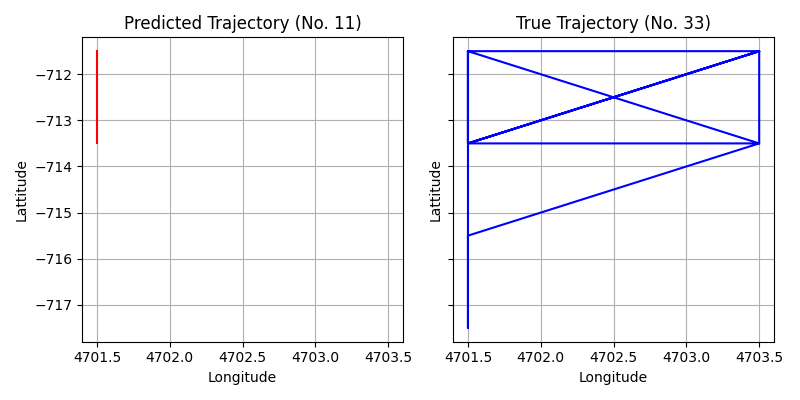 Predicted Trajectory (No. 11)
True Trajectory (No. 33)
Lattitude
−712
−713
−714
−715
−716
−717
4701.5 4702.0 4702.5 4703.0 4703.5
Longitude
Lattitude
4701.5 4702.0 4702.5 4703.0 4703.5
Longitude